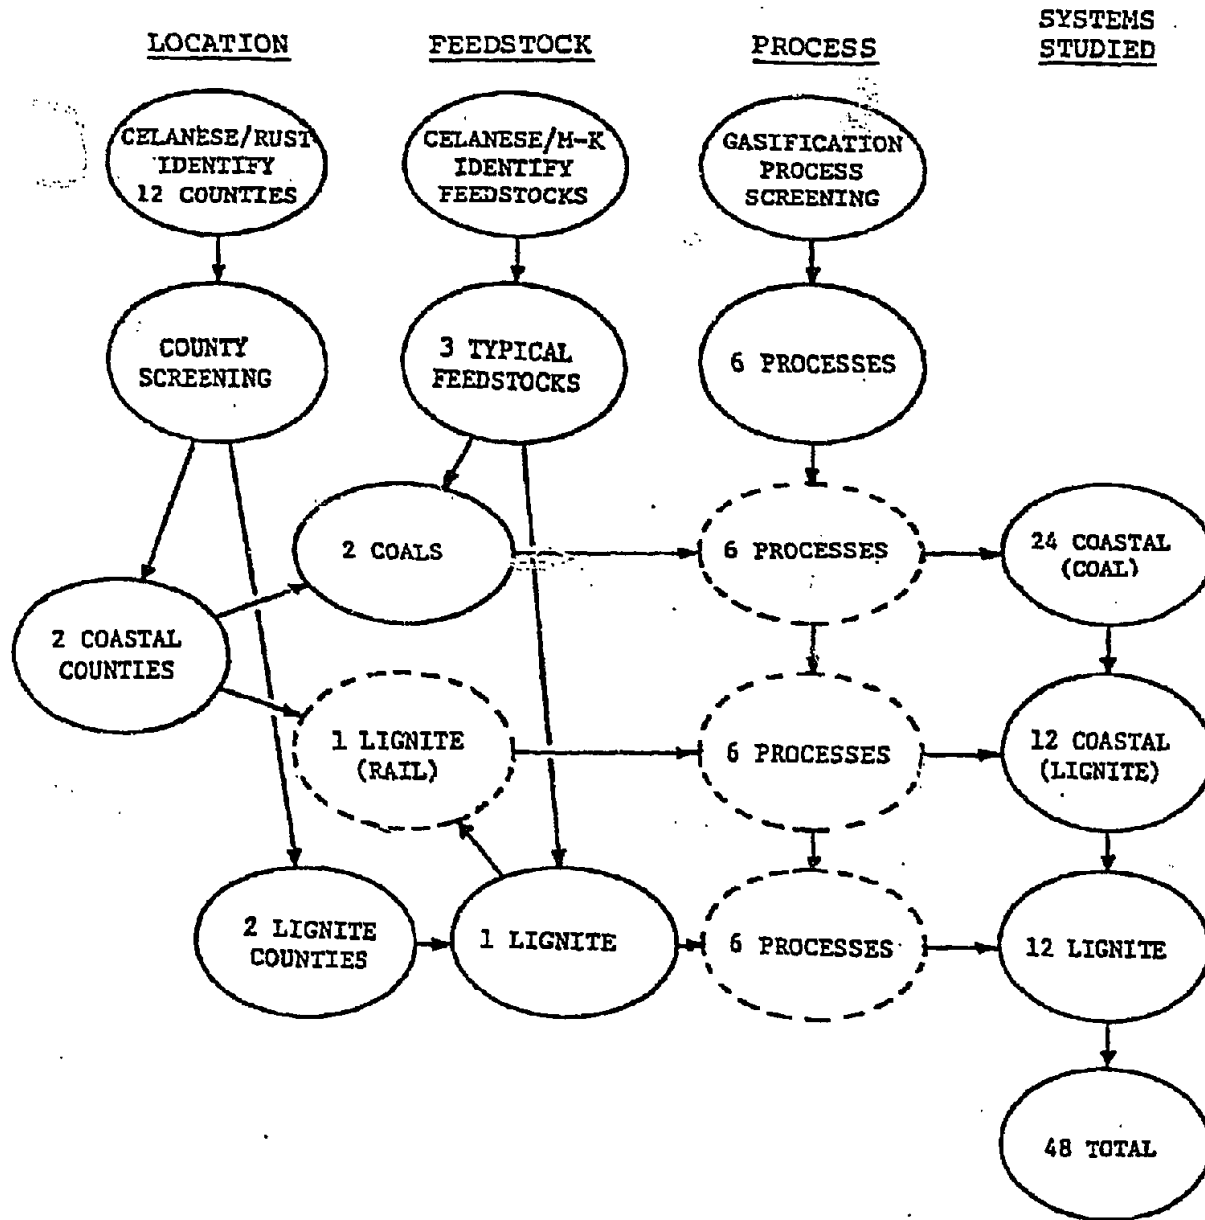 LOCATION
FEEDSTOCK
PROCESS
SYSTEMS
STUDIED
CELANESE/RUST
IDENTIFY
12 COUNTIES
CELANESE/M-K
IDENTIFY
FEEDSTOCKS
GASIFICATION
PROCESS
SCREENING
COUNTY
SCREENING
3 TYPICAL
FEEDSTOCKS
6 PROCESSES
2 COALS
6 PROCESSES
24 COASTAL
(COAL)
2 COASTAL
COUNTIES
1 LIGNITE
(RAIL)
6 PROCESSES
12 COASTAL
(LIGNITE)
2 LIGNITE
COUNTIES
1 LIGNITE
6 PROCESSES
12 LIGNITE
48 TOTAL